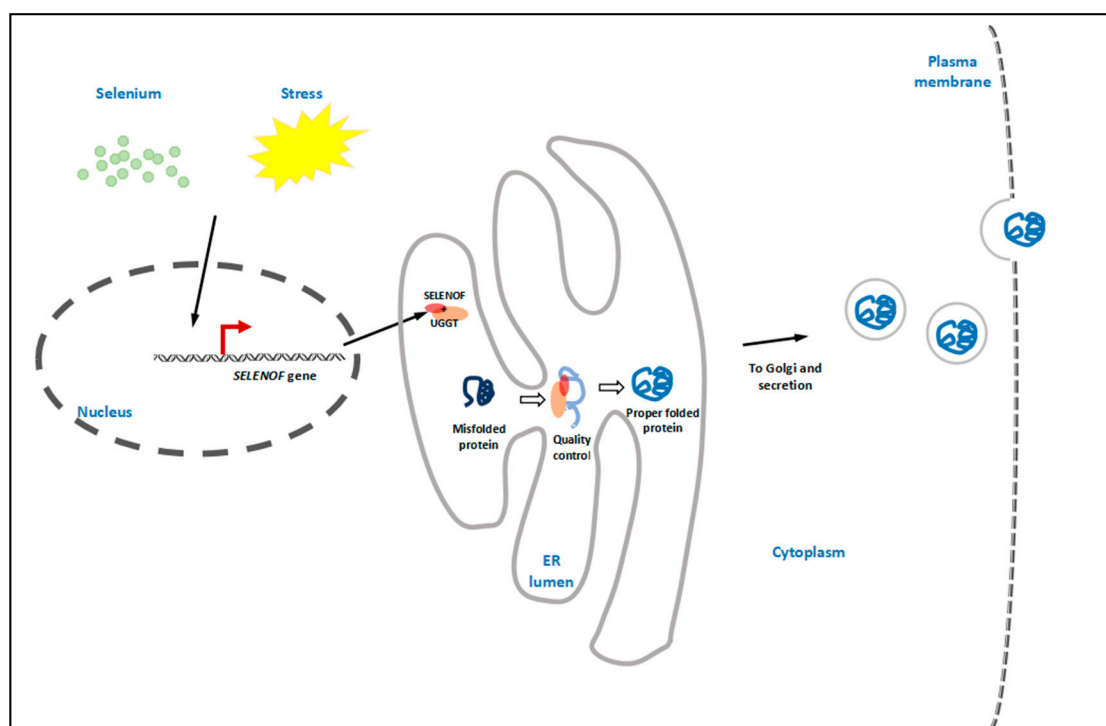 Selenium
Stress
Plasma
membrane
SELENOF
UGGT
SELENOF gene
Nucleus
Misfolded
protein
Quality
control
Proper folded
protein
To Golgi and
secretion
ER
lumen
Cytoplasm